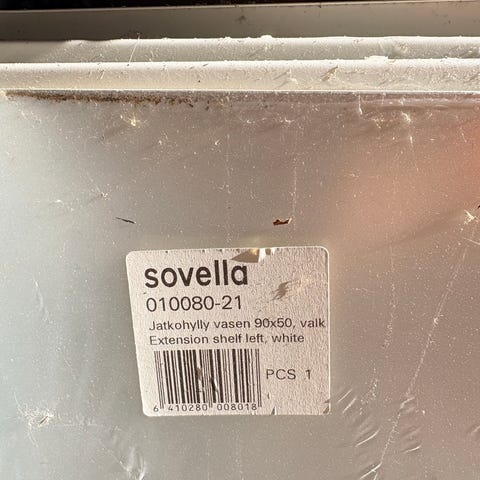 sovella
010080-21
Jatkohylly vasen 90x50, valk
Extension shelf left, white
PCS 1
6 410280 008018